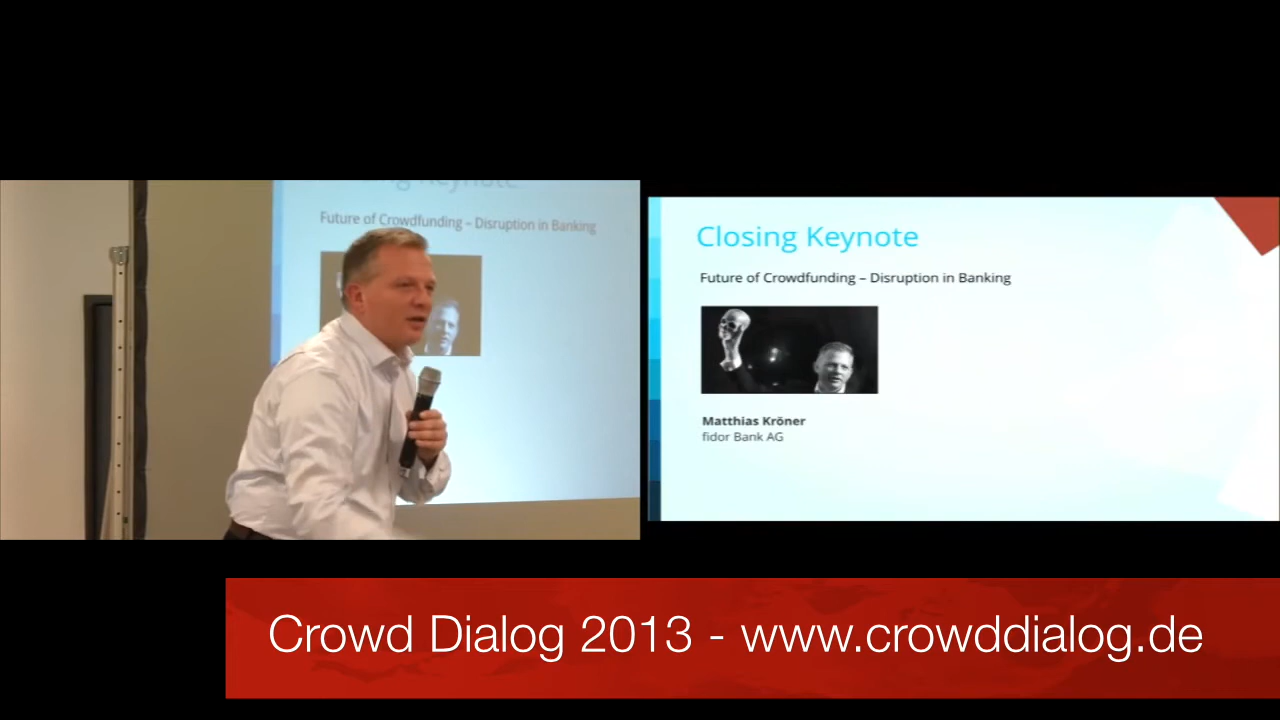 Keynote
Future of Crowdfunding – Disruption in Banking
Closing Keynote
Future of Crowdfunding – Disruption in Banking
Matthias Kröner
fidor Bank AG
Crowd Dialog 2013 - www.crowddialog.de